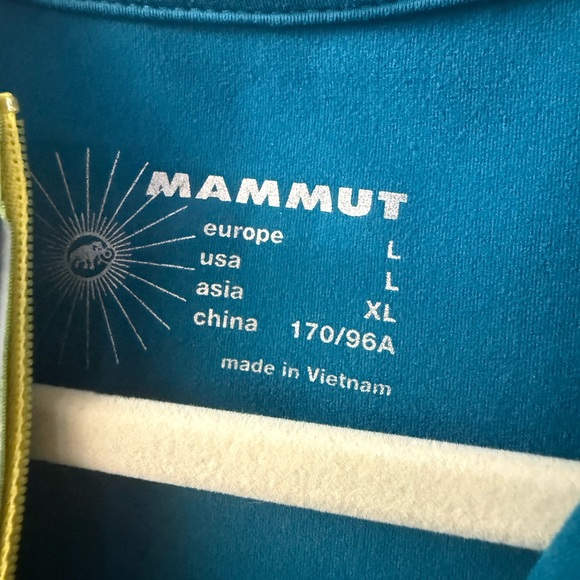 MAMMUT
europe L
usa L
asia XL
china 170/96A
made in Vietnam